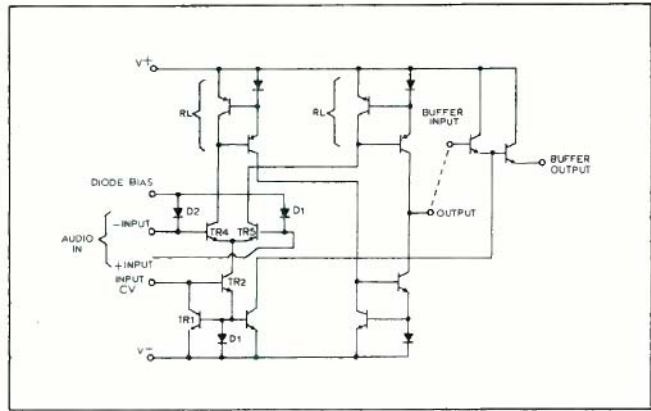 V+
RL
RL
BUFFER INPUT
BUFFER OUTPUT
DIODE BIAS
D2
D1
-INPUT
TR4
TR5
OUTPUT
AUDIO IN
+INPUT
INPUT CV
TR2
TR1
D1
V-